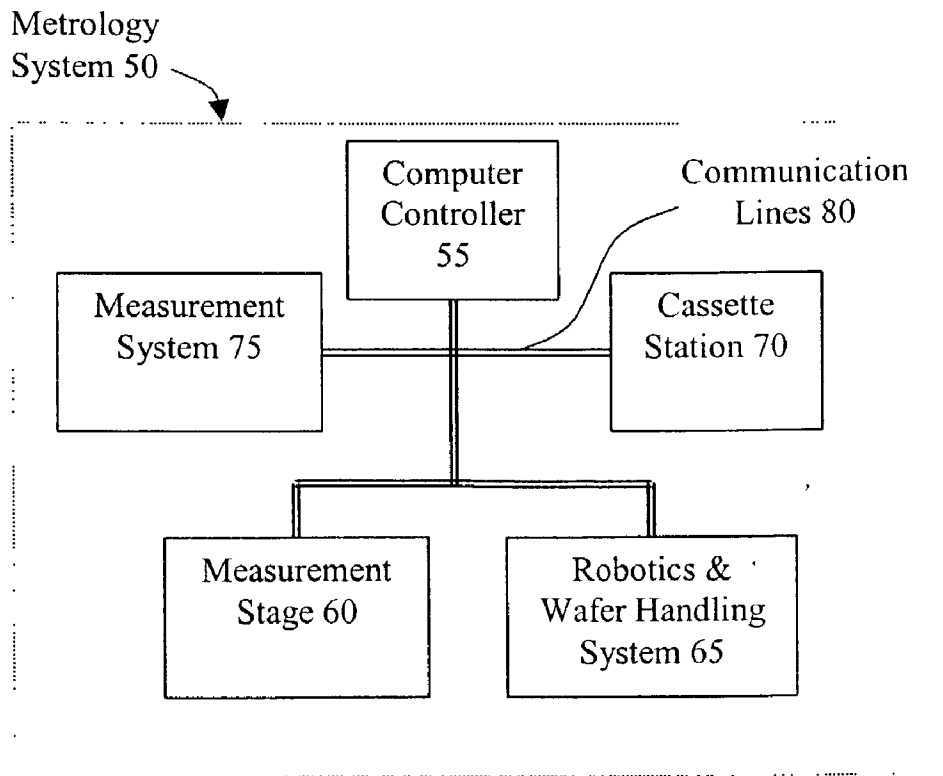 Metrology
System 50
Computer
Controller
55
Communication
Lines 80
Measurement
System 75
Cassette
Station 70
Measurement
Stage 60
Robotics &
Wafer Handling
System 65